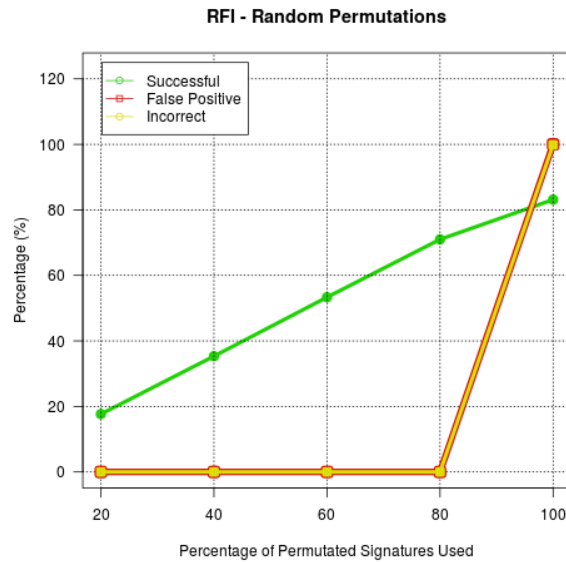 RFI - Random Permutations
Successful
False Positive
Incorrect
Percentage (%)
120
100
80
60
40
20
0
20 40 60 80 100
Percentage of Permutated Signatures Used